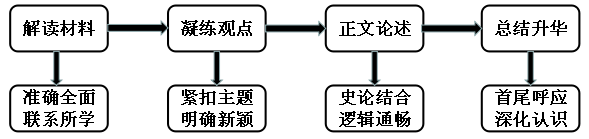 解读材料
凝练观点
正文论述
总结升华
准确全面
联系所学
紧扣主题
明确新颖
史论结合
逻辑通畅
首尾呼应
深化认识